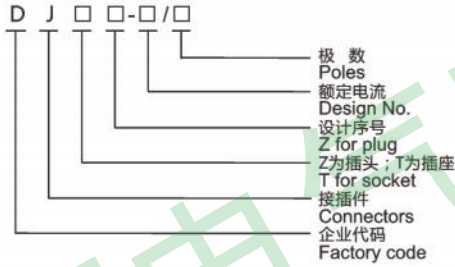 D J □ □-□/□
极 数
Poles
额定电流
Design No.
设计序号
Z for plug
Z为插头；T为插座
T for socket
接插件
Connectors
企业代码
Factory code